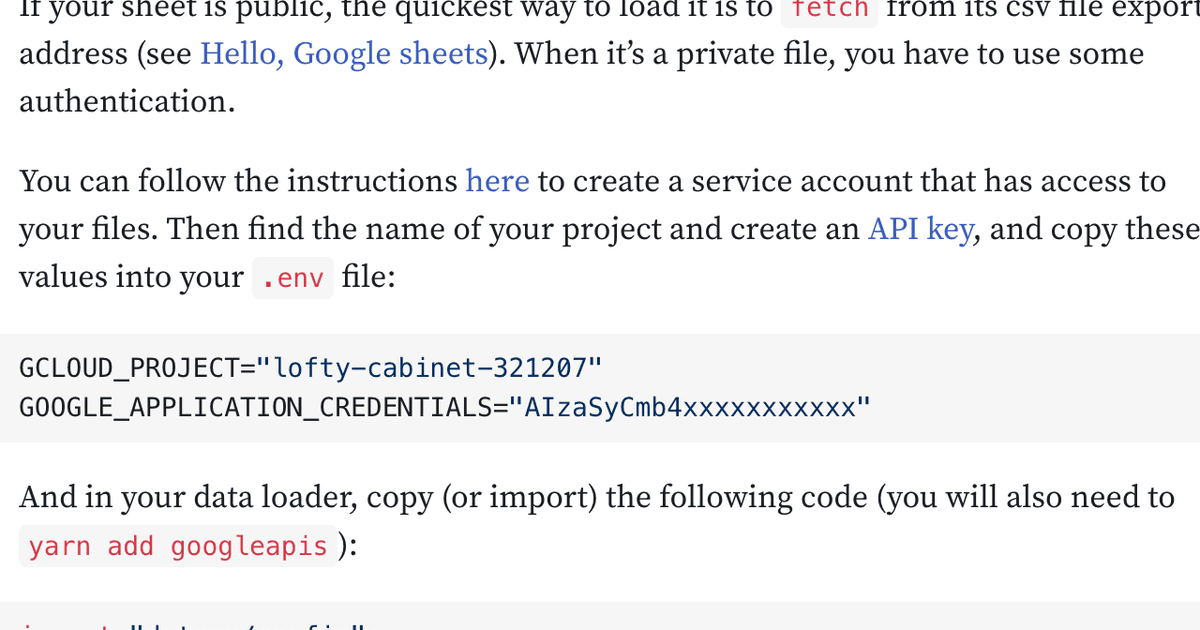 If your sheet is public, the quickest way to load it is to fetch from its csv file export
address (see Hello, Google sheets). When it’s a private file, you have to use some
authentication.
You can follow the instructions here to create a service account that has access to
your files. Then find the name of your project and create an API key, and copy these
values into your .env file:
GCLOUD_PROJECT="lofty-cabinet-321207"
GOOGLE_APPLICATION_CREDENTIALS="AIzaSyCmb4xxxxxxxxxxx"
And in your data loader, copy (or import) the following code (you will also need to
yarn add googleapis):